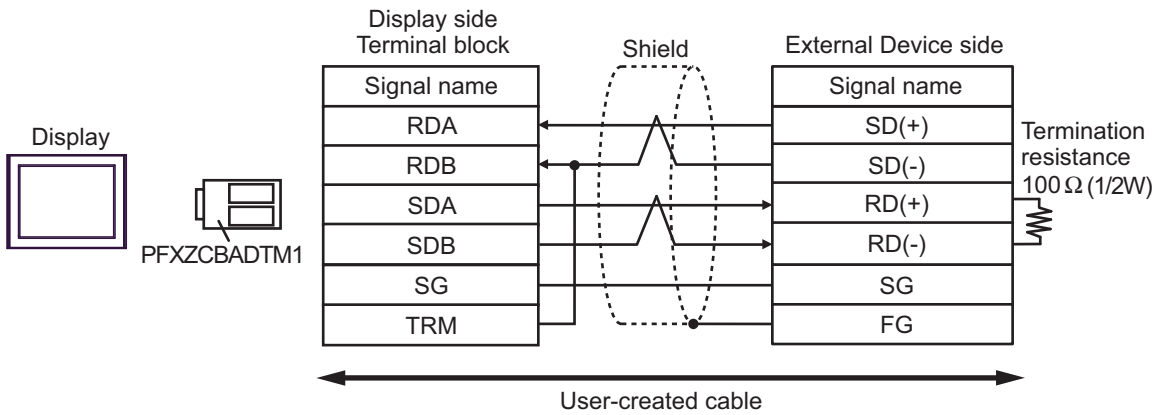 Display side
Terminal block
Shield
External Device side
Display
PFXZCBADTM1
Signal name
RDA
RDB
SDA
SDB
SG
TRM
Signal name
SD(+)
SD(-)
RD(+)
RD(-)
SG
FG
Termination
resistance
100 Ω (1/2W)
User-created cable